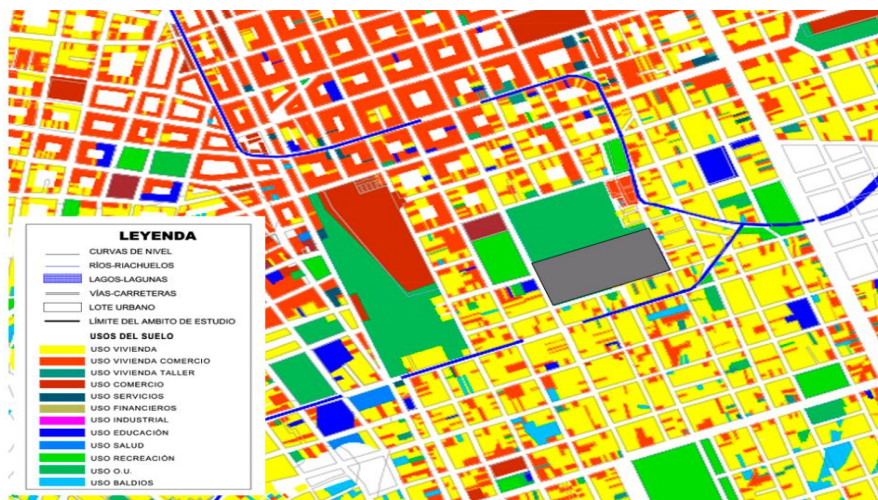 LEYENDA
CURVAS DE NIVEL
RÍOS-RIACHUELOS
LAGOS-LAGUNAS
VÍAS-CARRETERAS
LOTE URBANO
LÍMITE DEL AMBITO DE ESTUDIO
USOS DEL SUELO
USO VIVIENDA
USO VIVIENDA COMERCIO
USO VIVIENDA TALLER
USO COMERCIO
USO SERVICIOS
USO FINANCIEROS
USO INDUSTRIAL
USO EDUCACIÓN
USO SALUD
USO RECREACIÓN
USO O.U.
USO BALDIOS